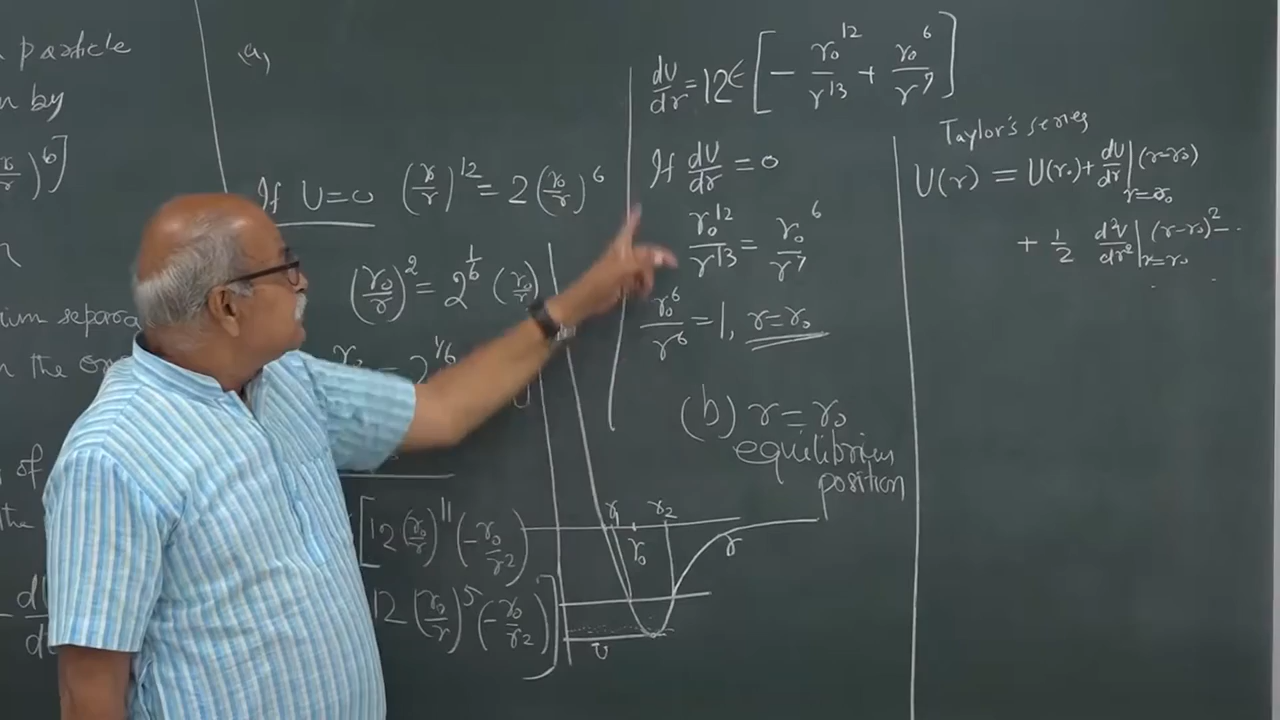 particle
n by
r)^6]
(a)
ium separa
n the
of
the
If U=0 (r₀/r)^12 = 2(r₀/r)^6
(r₀/r)^2 = 2^(1/6) (r₀/r)
2^(1/6)
[12(r₀/r)^11 (-r₀/r2)
12(r₀/r)^5 (-r₀/r2)]
dU/dr = 12ϵ[- r₀^12/r^13 + r₀^6/r^7]
If dU/dr = 0
r₀^12/r^13 = r₀^6/r^7
r₀^6/r^6 = 1, r=r₀
(b) r = r₀
equilibrium
position
r₁ r₂
r₀ r
U
Taylor's series
U(r) = U(r₀)+ dU/dr|r=r₀ (r-r₀)
+ 1/2 d²U/dr²|r=r₀ (r-r₀)² - ..